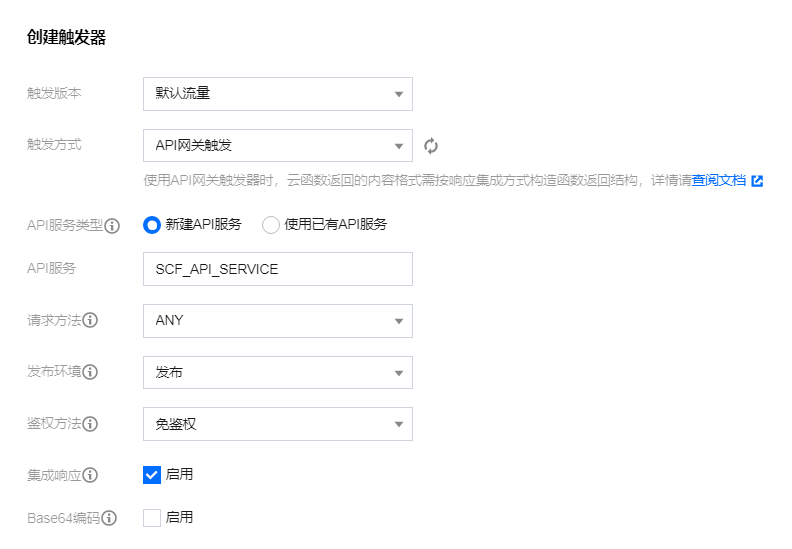 创建触发器
触发版本 默认流量
触发方式 API网关触发
使用API网关触发器时，云函数返回的内容格式需按响应集成方式构造函数返回结构，详情请查阅文档
API服务类型 新建API服务 使用已有API服务
API服务 SCF_API_SERVICE
请求方法 ANY
发布环境 发布
鉴权方法 免鉴权
集成响应 启用
Base64编码 启用